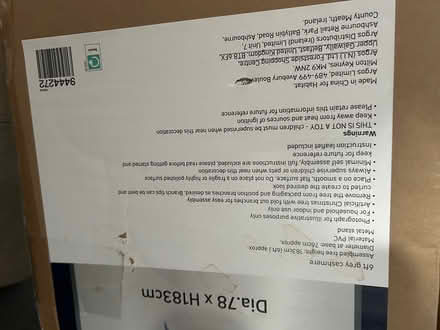 Dia.78 x H183cm
6ft grey cashmere
assembled tree free height: 183cm (6ft approx
Diameter at base: 78cm approx.
Material PVC
Metal stand
• Photograph for illustrative purposes only
• For household and indoor use only
• Artificial Christmas tree with fold out branches for easy assembly
• Remove the tree from packaging and position branches as desired. Branch tips can be bent and
curled to create the desired look
• Place on a smooth, flat surface. Do not place on a fragile or highly polished surface
• Always supervise children or pets when near this decoration
Minimal self assembly, full instructions are included, please read before getting started and
keep for future reference
Instruction leaflet included
Warnings
• THIS IS NOT A TOY - children must be supervised when near this decoration
• Keep away from heat and sources of ignition
• Please retain this information for future reference
Made in China for Habitat.
Argos Limited, 489-499 Avebury Boulevard,
Milton Keynes, MK9 2NW.
Argos (N.I.) Ltd, Forestside Shopping Centre,
Upper Galwally, Belfast, United Kingdom, BT8 6FX.
Argos Distributors (Ireland) Limited, Unit 7,
Ashbourne Retail Park, Ballybin Road, Ashbourne,
County Meath, Ireland.
9444272